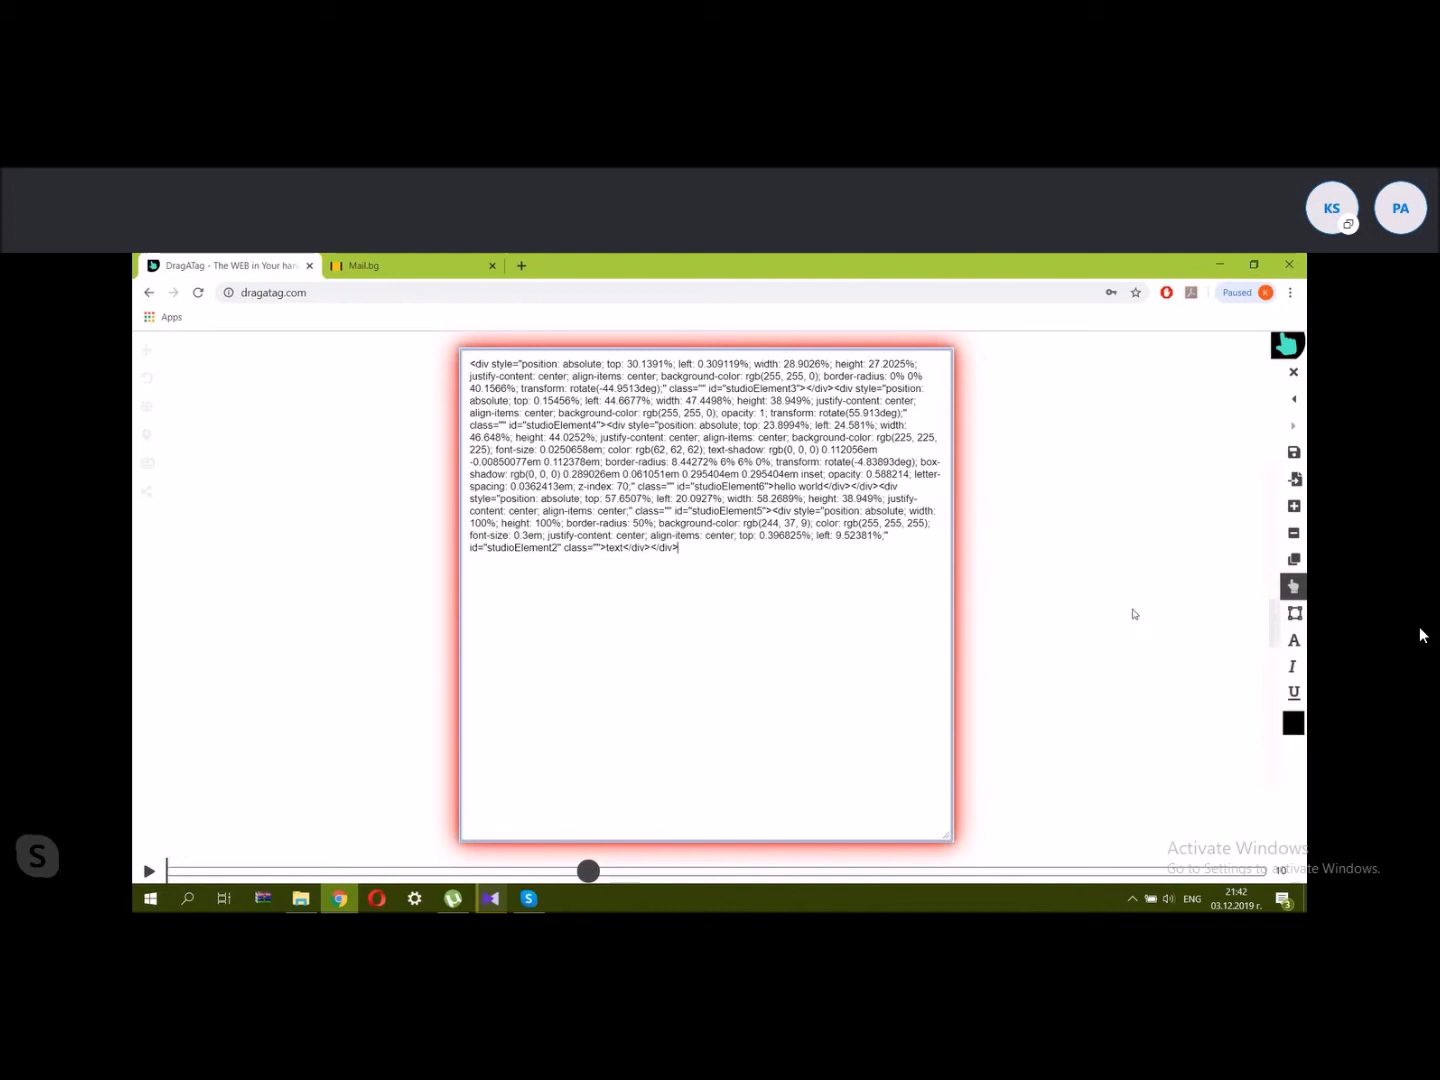 KS
PA
DragATag - The WEB in Your han
Mail.bg
dragatag.com
Paused
K
Apps
<div style="position: absolute; top: 30.1391%; left: 0.309119%; width: 28.9026%; height: 27.2025%;
justify-content: center; align-items: center; background-color: rgb(255, 255, 0); border-radius: 0% 0%
40.1566%; transform: rotate(-44.9513deg);" class="" id="studioElement3"></div><div style="position:
absolute; top: 0.15456%; left: 44.6677%; width: 47.4498%; height: 38.949%; justify-content: center;
align-items: center; background-color: rgb(255, 255, 0); opacity: 1; transform: rotate(55.913deg);"
class="" id="studioElement4"><div style="position: absolute; top: 23.8994%; left: 24.581%; width:
46.648%; height: 44.0252%; justify-content: center; align-items: center; background-color: rgb(225, 225,
225); font-size: 0.0250658em; color: rgb(62, 62, 62); text-shadow: rgb(0, 0, 0) 0.112056em
-0.00850077em 0.112378em; border-radius: 8.44272% 6% 6% 0%; transform: rotate(-4.83893deg); box-
shadow: rgb(0, 0, 0) 0.289026em 0.061051em 0.295404em 0.295404em inset; opacity: 0.588214; letter-
spacing: 0.0362413em; z-index: 70;" class="" id="studioElement6">hello world</div></div><div
style="position: absolute; top: 57.6507%; left: 20.0927%; width: 58.2689%; height: 38.949%; justify-
content: center; align-items: center;" class="" id="studioElement5"><div style="position: absolute; width:
100%; height: 100%; border-radius: 50%; background-color: rgb(244, 37, 9); color: rgb(255, 255, 255);
font-size: 0.3em; justify-content: center; align-items: center; top: 0.396825%; left: 9.52381%;"
id="studioElement2" class="">text</div></div>
A
I
U
S
Activate Windows
Go to Settings to activate Windows.
10
ENG
21:42
03.12.2019 г.
3